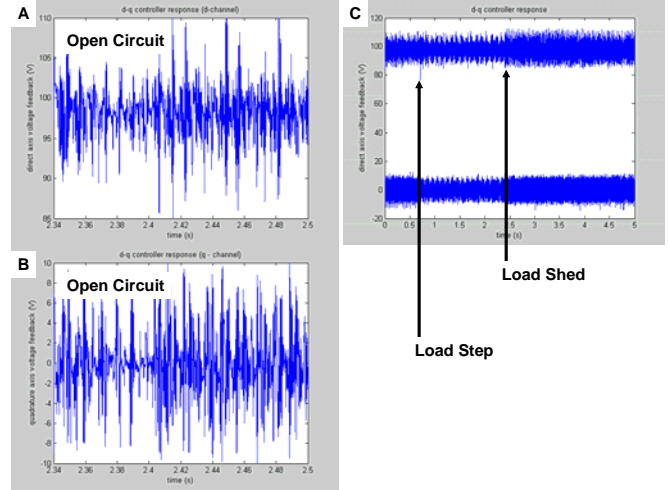 A
d-q controller response (d-channel)
Open Circuit
direct axis voltage feedback (V)
110
105
100
95
90
85
2.34 2.36 2.38 2.4 2.42 2.44 2.46 2.48 2.5
time (s)
B
d-q controller response (q - channel)
Open Circuit
quadrature axis voltage feedback (V)
10
8
6
4
2
0
-2
-4
-6
-8
-10
2.34 2.36 2.38 2.4 2.42 2.44 2.46 2.48 2.5
time (s)
C
d-q controller response
direct axis voltage feedback (V)
120
100
80
60
40
20
0
-20
0 0.5 1 1.5 2 2.5 3 3.5 4 4.5 5
time (s)
Load Shed
Load Step